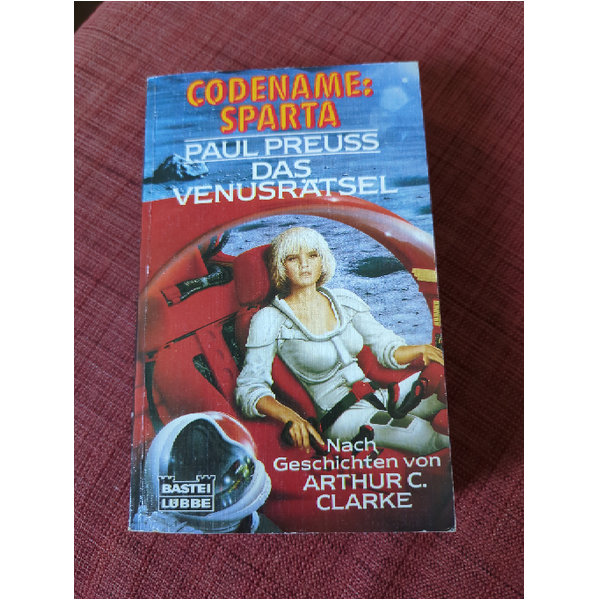 CODENAME:
SPARTA
PAUL PREUSS
DAS
VENUSRÄTSEL
Nach
Geschichten von
ARTHUR C.
CLARKE
BASTEI
LÜBBE